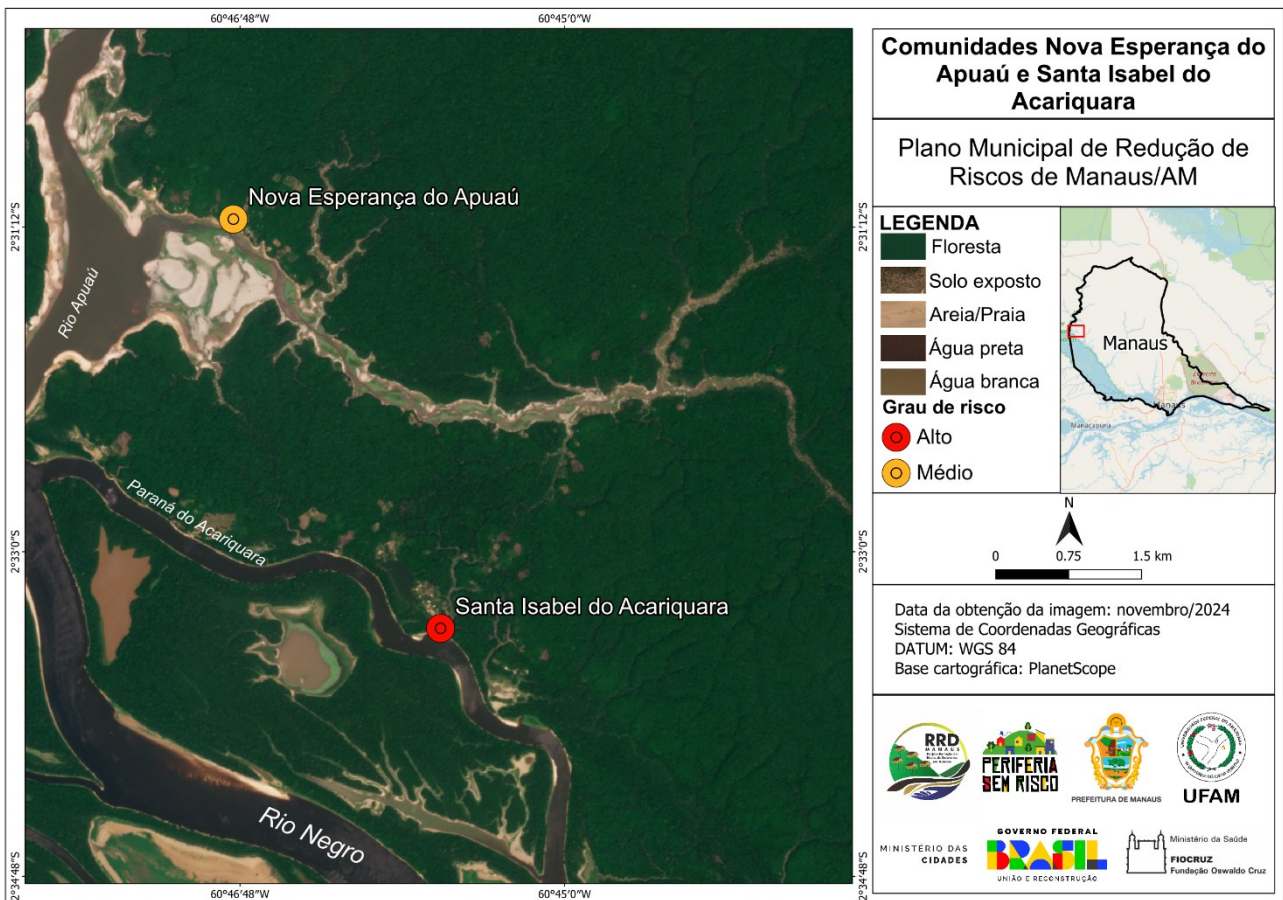 60°46'48"W
60°45'0"W
2°31'12"S
2°33'0"S
2°34'48"S
60°46'48"W
60°45'0"W
2°31'12"S
2°33'0"S
2°34'48"S
Nova Esperança do Apuaú
Rio Apuaú
Paraná do Acariquara
Santa Isabel do Acariquara
Rio Negro
Comunidades Nova Esperança do
Apuaú e Santa Isabel do
Acariquara
Plano Municipal de Redução de
Riscos de Manaus/AM
LEGENDA
Floresta
Solo exposto
Areia/Praia
Água preta
Água branca
Grau de risco
Alto
Médio
Manaus
Manaus
Manacapuru
N
0 0.75 1.5 km
Data da obtenção da imagem: novembro/2024
Sistema de Coordenadas Geográficas
DATUM: WGS 84
Base cartográfica: PlanetScope
RRD
MANAUS
PERIFERIA
SEM RISCO
PREFEITURA DE MANAUS
UFAM
MINISTÉRIO DAS
CIDADES
GOVERNO FEDERAL
BRASIL
UNIÃO E RECONSTRUÇÃO
Ministério da Saúde
FIOCRUZ
Fundação Oswaldo Cruz